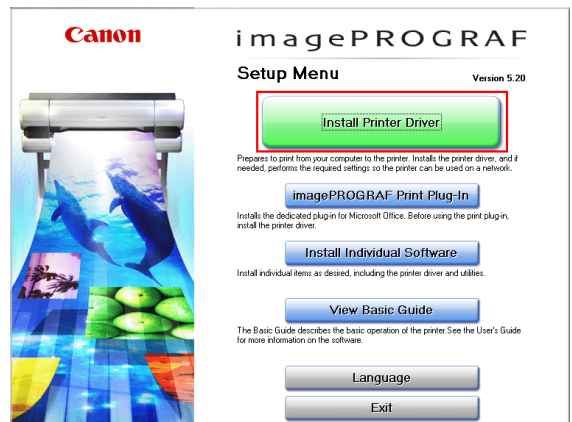 Canon
imagePROGRAF
Setup Menu
Version 5.20
Install Printer Driver
Prepares to print from your computer to the printer. Installs the printer driver, and if
needed, performs the required settings so the printer can be used on a network.
imagePROGRAF Print Plug-In
Installs the dedicated plug-in for Microsoft Office. Before using the print plug-in,
install the printer driver.
Install Individual Software
Install individual items as desired, including the printer driver and utilities.
View Basic Guide
The Basic Guide describes the basic operation of the printer.See the User's Guide
for more information on the software.
Language
Exit